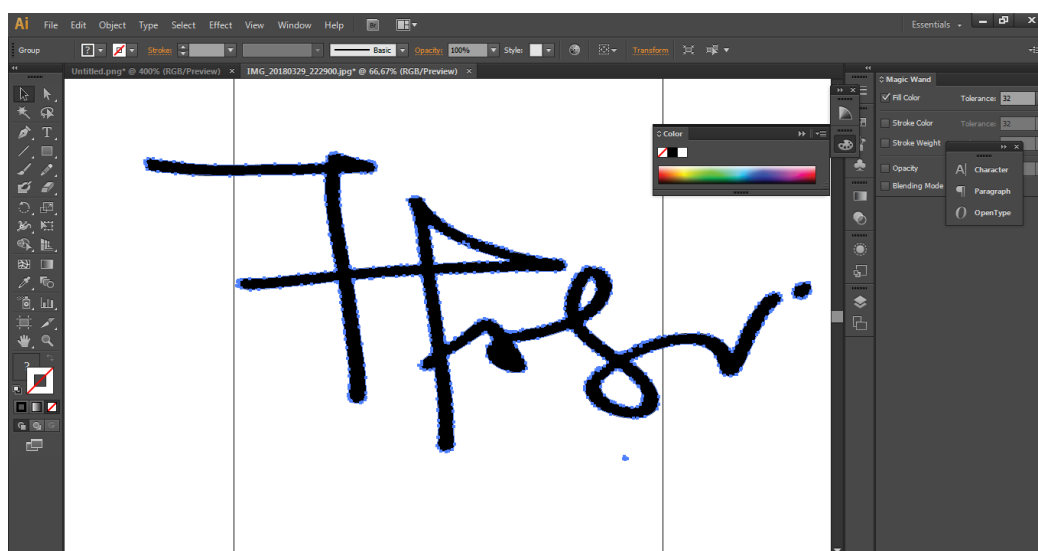 Ai File Edit Object Type Select Effect View Window Help Br Essentials
Group ? Stroke: Basic Opacity: 100% Style: Transform
Untitled.png* @ 400% (RGB/Preview) × IMG_20180329_222900.jpg* @ 66,67% (RGB/Preview) ×
Magic Wand
Fill Color Tolerance: 32
Stroke Color Tolerance: 32
Stroke Weight
Opacity
Blending Mode
Color
A Character
Paragraph
O OpenType
T
?